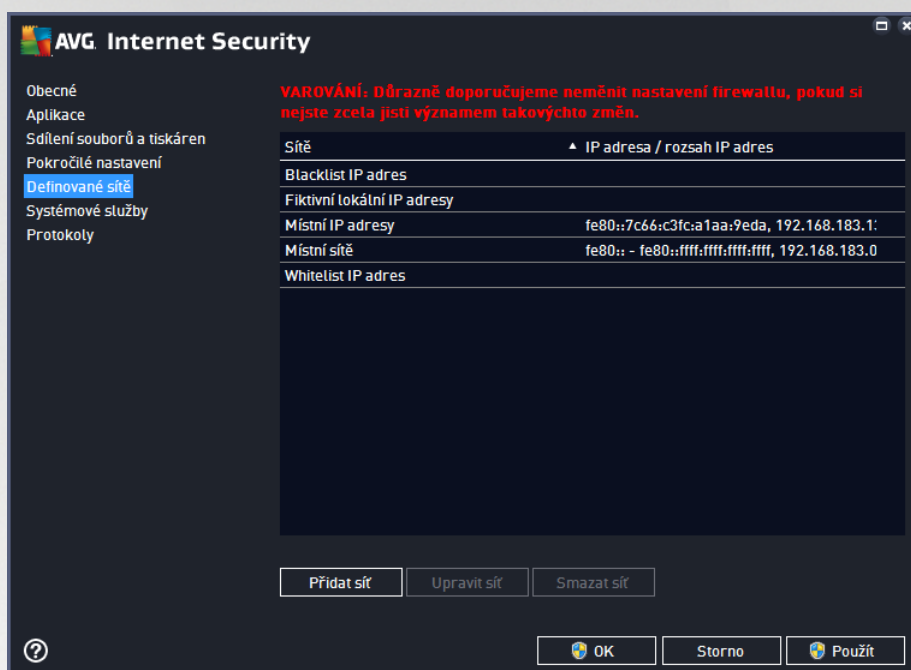 AVG Internet Security
Obecné
Aplikace
Sdílení souborů a tiskáren
Pokročilé nastavení
Definované sítě
Systémové služby
Protokoly
VAROVÁNÍ: Důrazně doporučujeme neměnit nastavení firewallu, pokud si
nejste zcela jisti významem takovýchto změn.
Sítě IP adresa / rozsah IP adres
Blacklist IP adres
Fiktivní lokální IP adresy
Místní IP adresy fe80::7c66:c3fc:a1aa:9eda, 192.168.183.1
Místní sítě fe80:: - fe80::ffff:ffff:ffff:ffff, 192.168.183.0
Whitelist IP adres
Přidat síť Upravit síť Smazat síť
OK Storno Použít